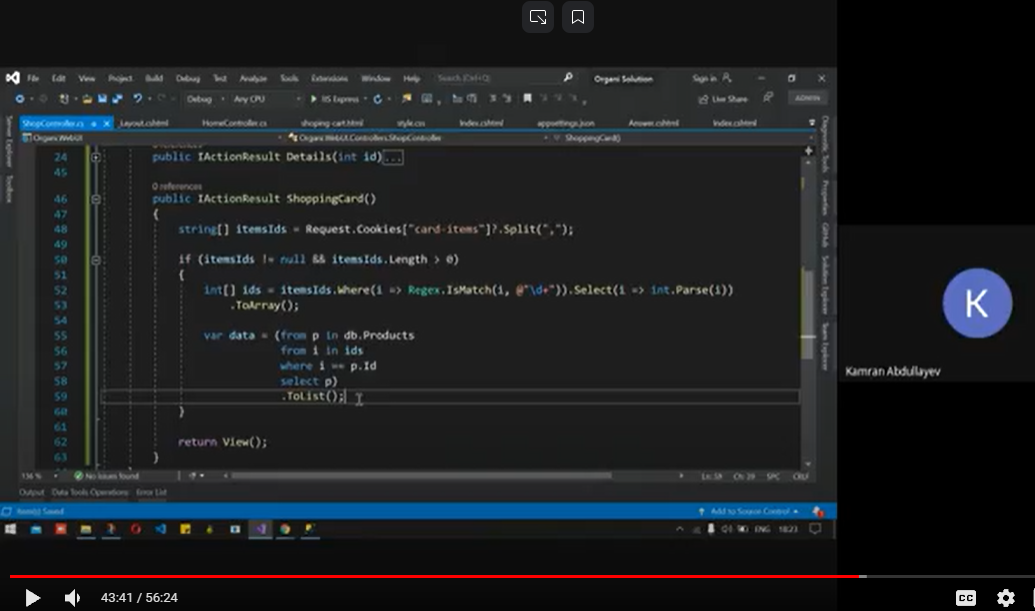 File Edit View Project Build Debug Test Analyze Tools Extensions Window Help Search (Ctrl+Q) Organi Solution Sign in
Debug Any CPU IIS Express Live Share ADMIN
ShopController.cs _Layout.cshtml HomeController.cs shoping-cart.html style.css Index.cshtml appsettings.json Answer.cshtml Index.cshtml
Organi.WebUI Organi.WebUI.Controllers.ShopController ShoppingCard()
Server Explorer
Toolbox
Diagnostic Tools
Properties
GitHub
Solution Explorer
Team Explorer
24 public IActionResult Details(int id)...
45
0 references
46 public IActionResult ShoppingCard()
47 {
48 string[] itemsIds = Request.Cookies["card-items"]?.Split(",");
49
50 if (itemsIds != null && itemsIds.Length > 0)
51 {
52 int[] ids = itemsIds.Where(i => Regex.IsMatch(i, @"\d+")).Select(i => int.Parse(i))
53 .ToArray();
54
55 var data = (from p in db.Products
56 from i in ids
57 where i == p.Id
58 select p)
59 .ToList();
60 }
61
62 return View();
63 }
136 % No issues found Ln: 59 Ch: 39 SPC CRLF
Output Data Tools Operations Error List
Item(s) Saved Add to Source Control
ENG 18:23
K
Kamran Abdullayev
43:41 / 56:24
CC